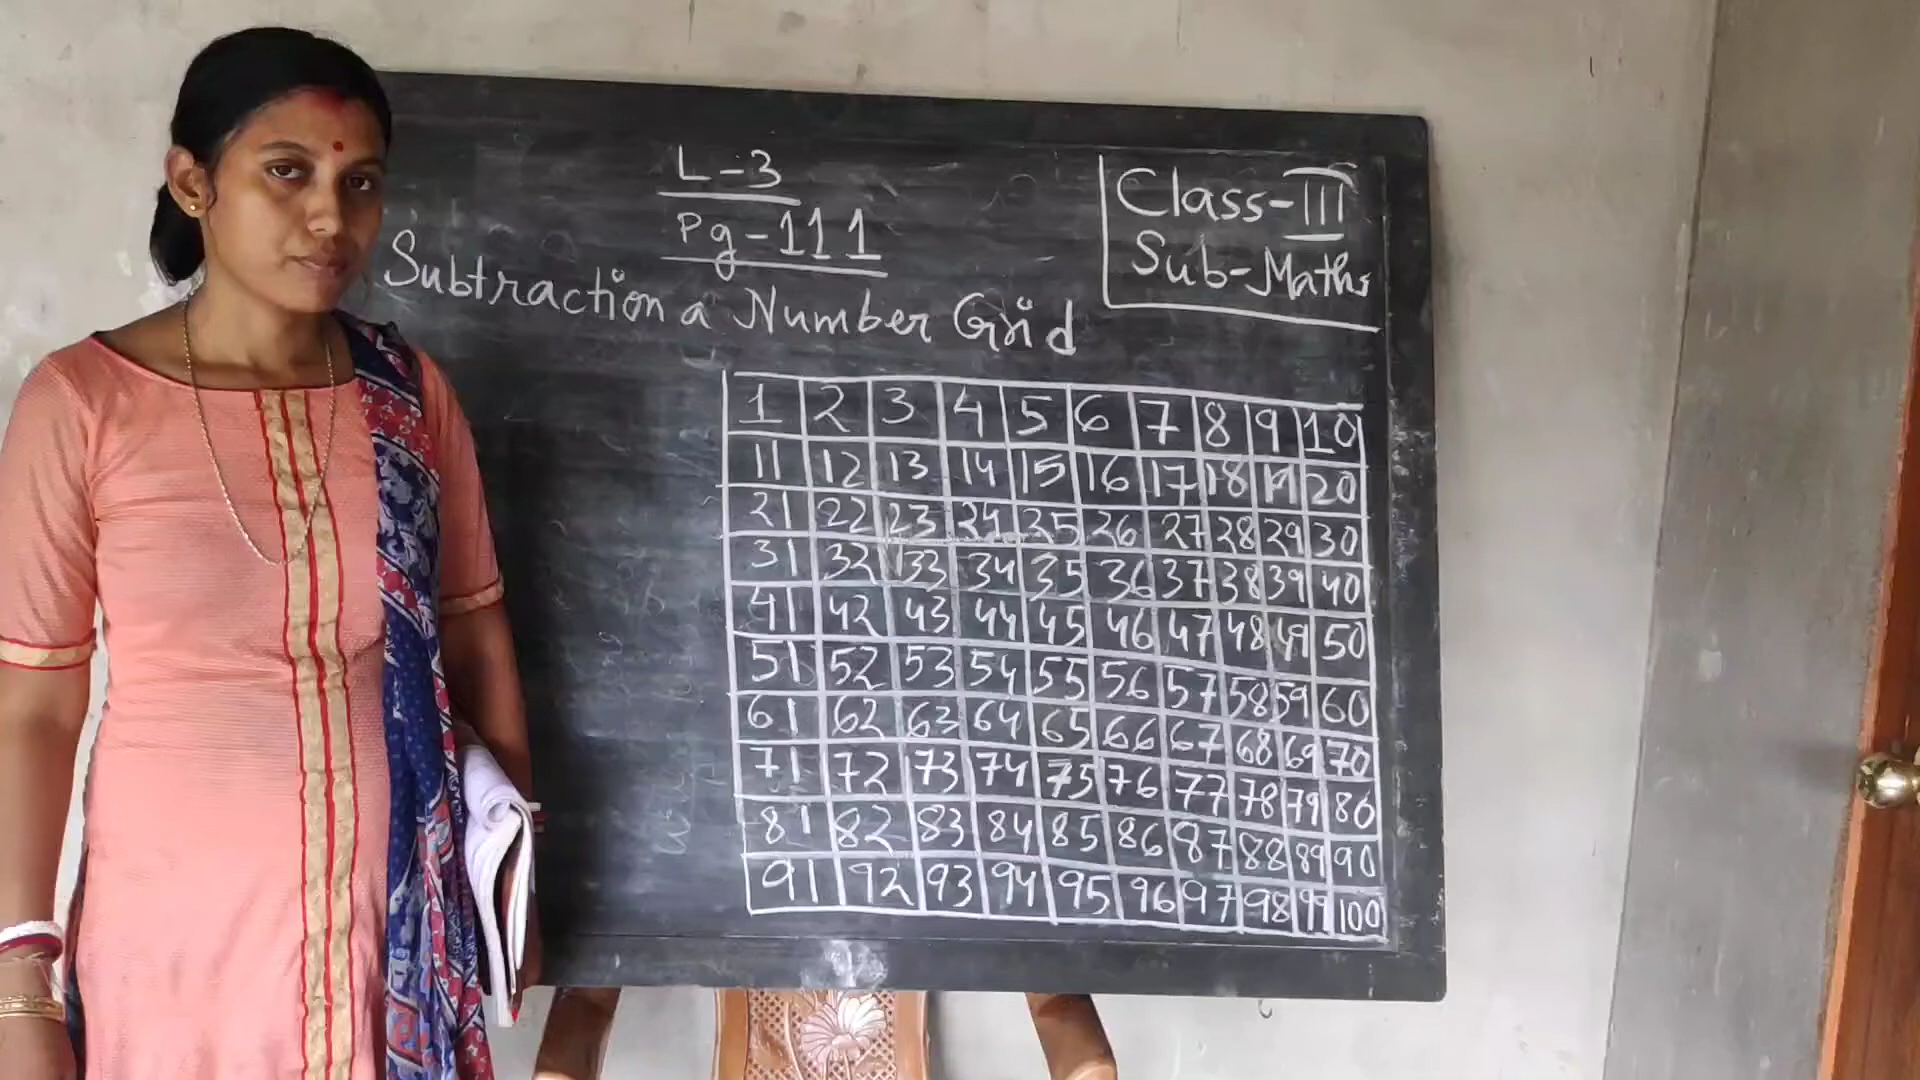 L-3
Pg-111
Class-III
Sub-Maths
Subtraction a Number Grid
1 2 3 4 5 6 7 8 9 10
11 12 13 14 15 16 17 18 19 20
21 22 23 24 25 26 27 28 29 30
31 32 33 34 35 36 37 38 39 40
41 42 43 44 45 46 47 48 49 50
51 52 53 54 55 56 57 58 59 60
61 62 63 64 65 66 67 68 69 70
71 72 73 74 75 76 77 78 79 80
81 82 83 84 85 86 87 88 89 90
91 92 93 94 95 96 97 98 99 100